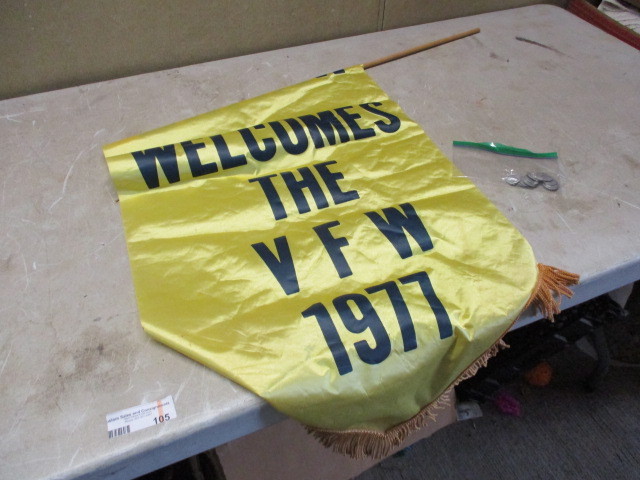 WELCOMES
THE
V F W
1977
105